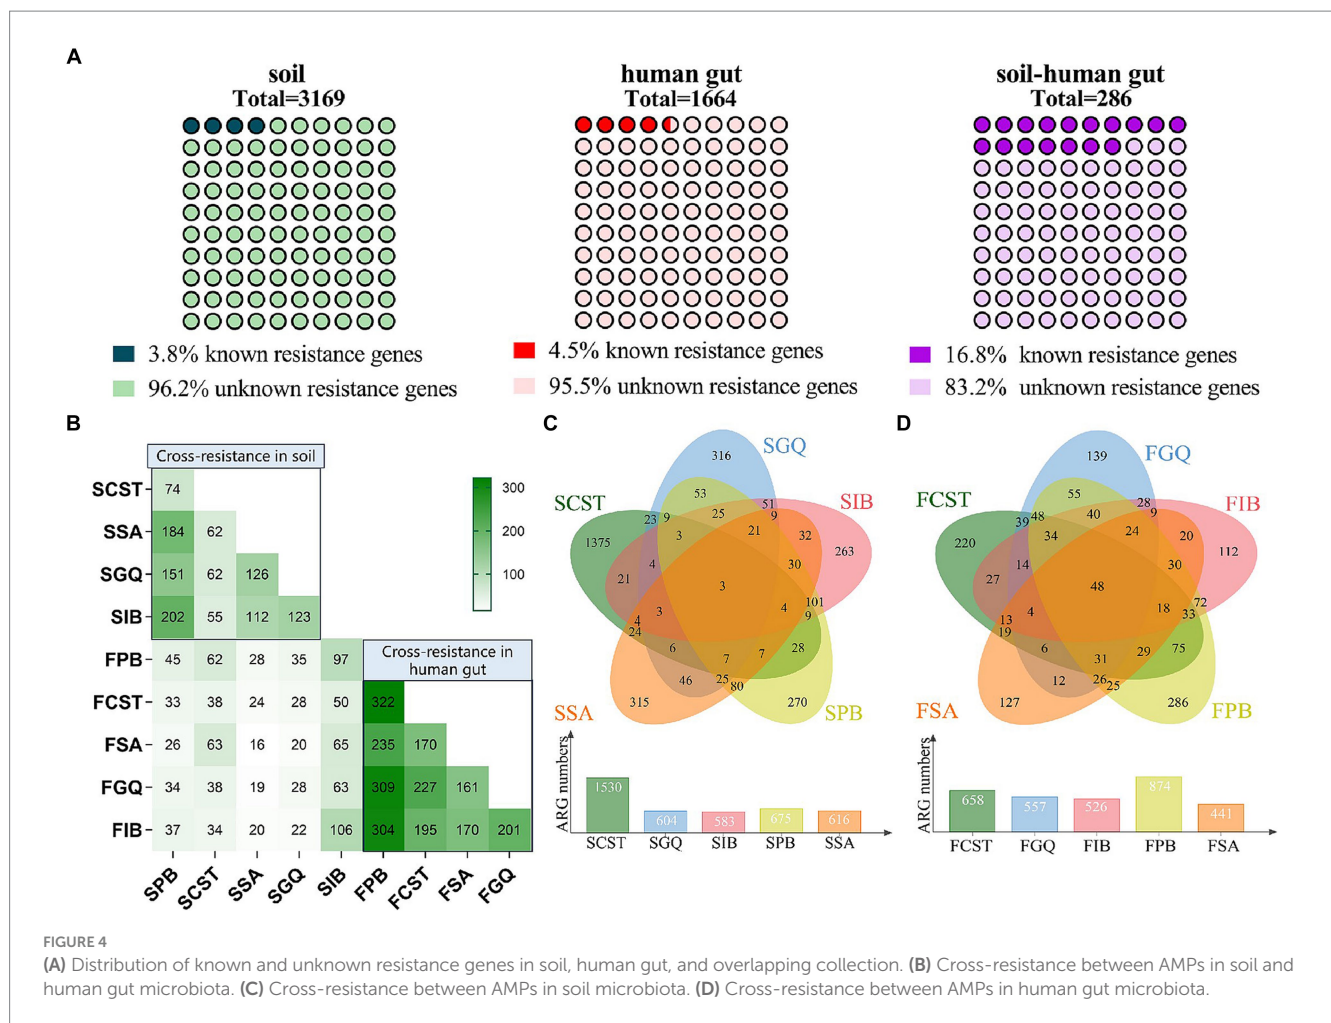 A
soil
Total=3169
human gut
Total=1664
soil-human gut
Total=286
3.8% known resistance genes
96.2% unknown resistance genes
4.5% known resistance genes
95.5% unknown resistance genes
16.8% known resistance genes
83.2% unknown resistance genes
B
Cross-resistance in soil
SCST 74
SSA 184 62
SGQ 151 62 126
SIB 202 55 112 123
Cross-resistance in
human gut
FPB 45 62 28 35 97
FCST 33 38 24 28 50 322
FSA 26 63 16 20 65 235 170
FGQ 34 38 19 28 63 309 227 161
FIB 37 34 20 22 106 304 195 170 201
SPB SCST SSA SGQ SIB FPB FCST FSA FGQ
300
200
100
C
SGQ
316
SCST
SIB
53
51
23 9 25 9
1375 3 21 32 263
4 30
21 3
101
3 4 9
4
24
6 7 7 28
46 25 80
315 270
SSA
SPB
ARG numbers
1530 604 583 675 616
SCST SGQ SIB SPB SSA
D
139
FGQ
FCST
FIB
55 28
39 48 40 9
220 34 24 20 112
14 30
27 48
72
4 18 33
13
19
6 31 29 75
12 26 25
127 286
FSA
FPB
ARG numbers
658 557 526 874 441
FCST FGQ FIB FPB FSA
FIGURE 4
(A) Distribution of known and unknown resistance genes in soil, human gut, and overlapping collection. (B) Cross-resistance between AMPs in soil and
human gut microbiota. (C) Cross-resistance between AMPs in soil microbiota. (D) Cross-resistance between AMPs in human gut microbiota.